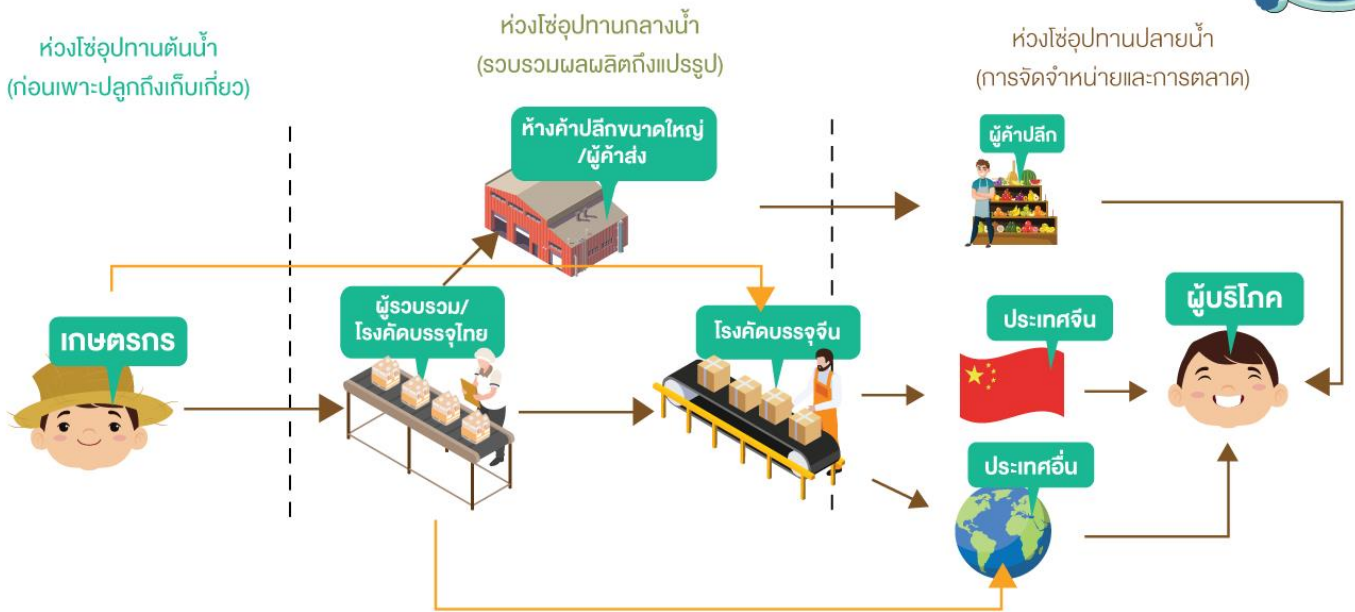 ห่วงโซ่อุปทานต้นน้ำ
(ก่อนเพาะปลูกถึงเก็บเกี่ยว)
ห่วงโซ่อุปทานกลางน้ำ
(รวบรวมผลผลิตถึงแปรรูป)
ห่วงโซ่อุปทานปลายน้ำ
(การจัดจำหน่ายและการตลาด)
ห้างค้าปลีกขนาดใหญ่
/ผู้ค้าส่ง
ผู้ค้าปลีก
เกษตรกร
ผู้รวบรวม/
โรงคัดบรรจุไทย
โรงคัดบรรจุจีน
ประเทศจีน
ผู้บริโภค
ประเทศอื่น